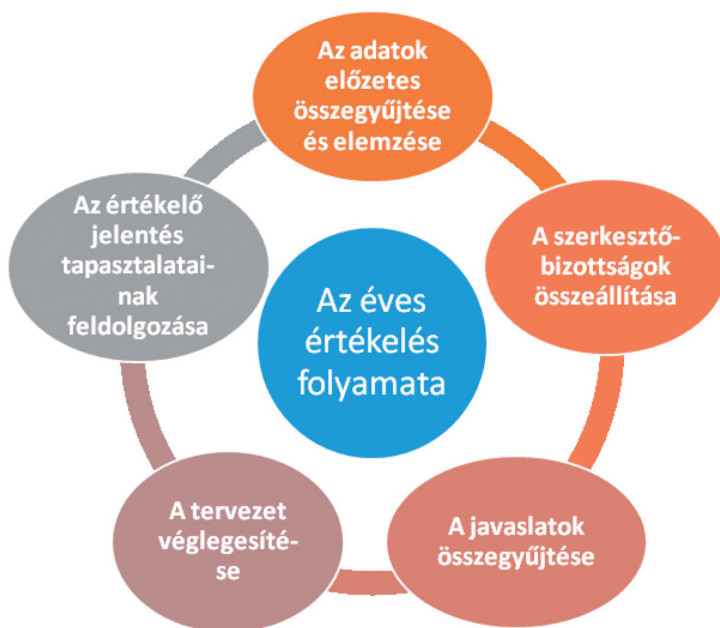 Az adatok
előzetes
összegyűjtése
és elemzése
A szerkesztő-
bizottságok
összeállítása
A javaslatok
összegyűjtése
A tervezet
véglegesíté-
se
Az értékelő
jelentés
tapasztalatai-
nak
feldolgozása
Az éves
értékelés
folyamata